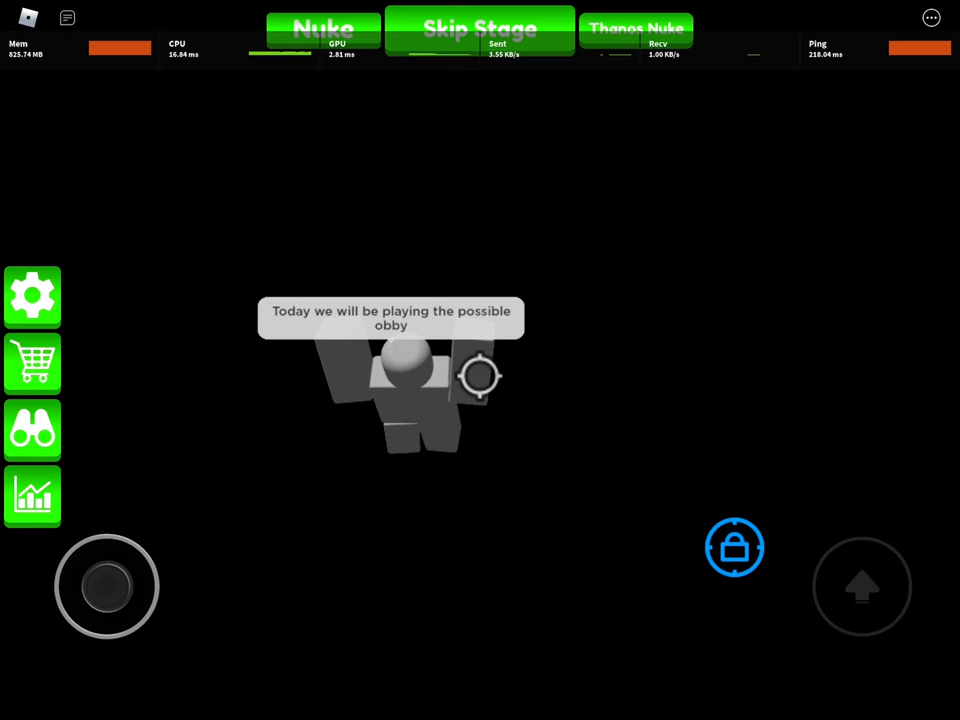 Nuke
Skip Stage
Thanos Nuke
Mem
825.74 MB
CPU
16.84 ms
GPU
2.81 ms
Sent
3.55 KB/s
Recv
1.00 KB/s
Ping
218.04 ms
Today we will be playing the possible
obby